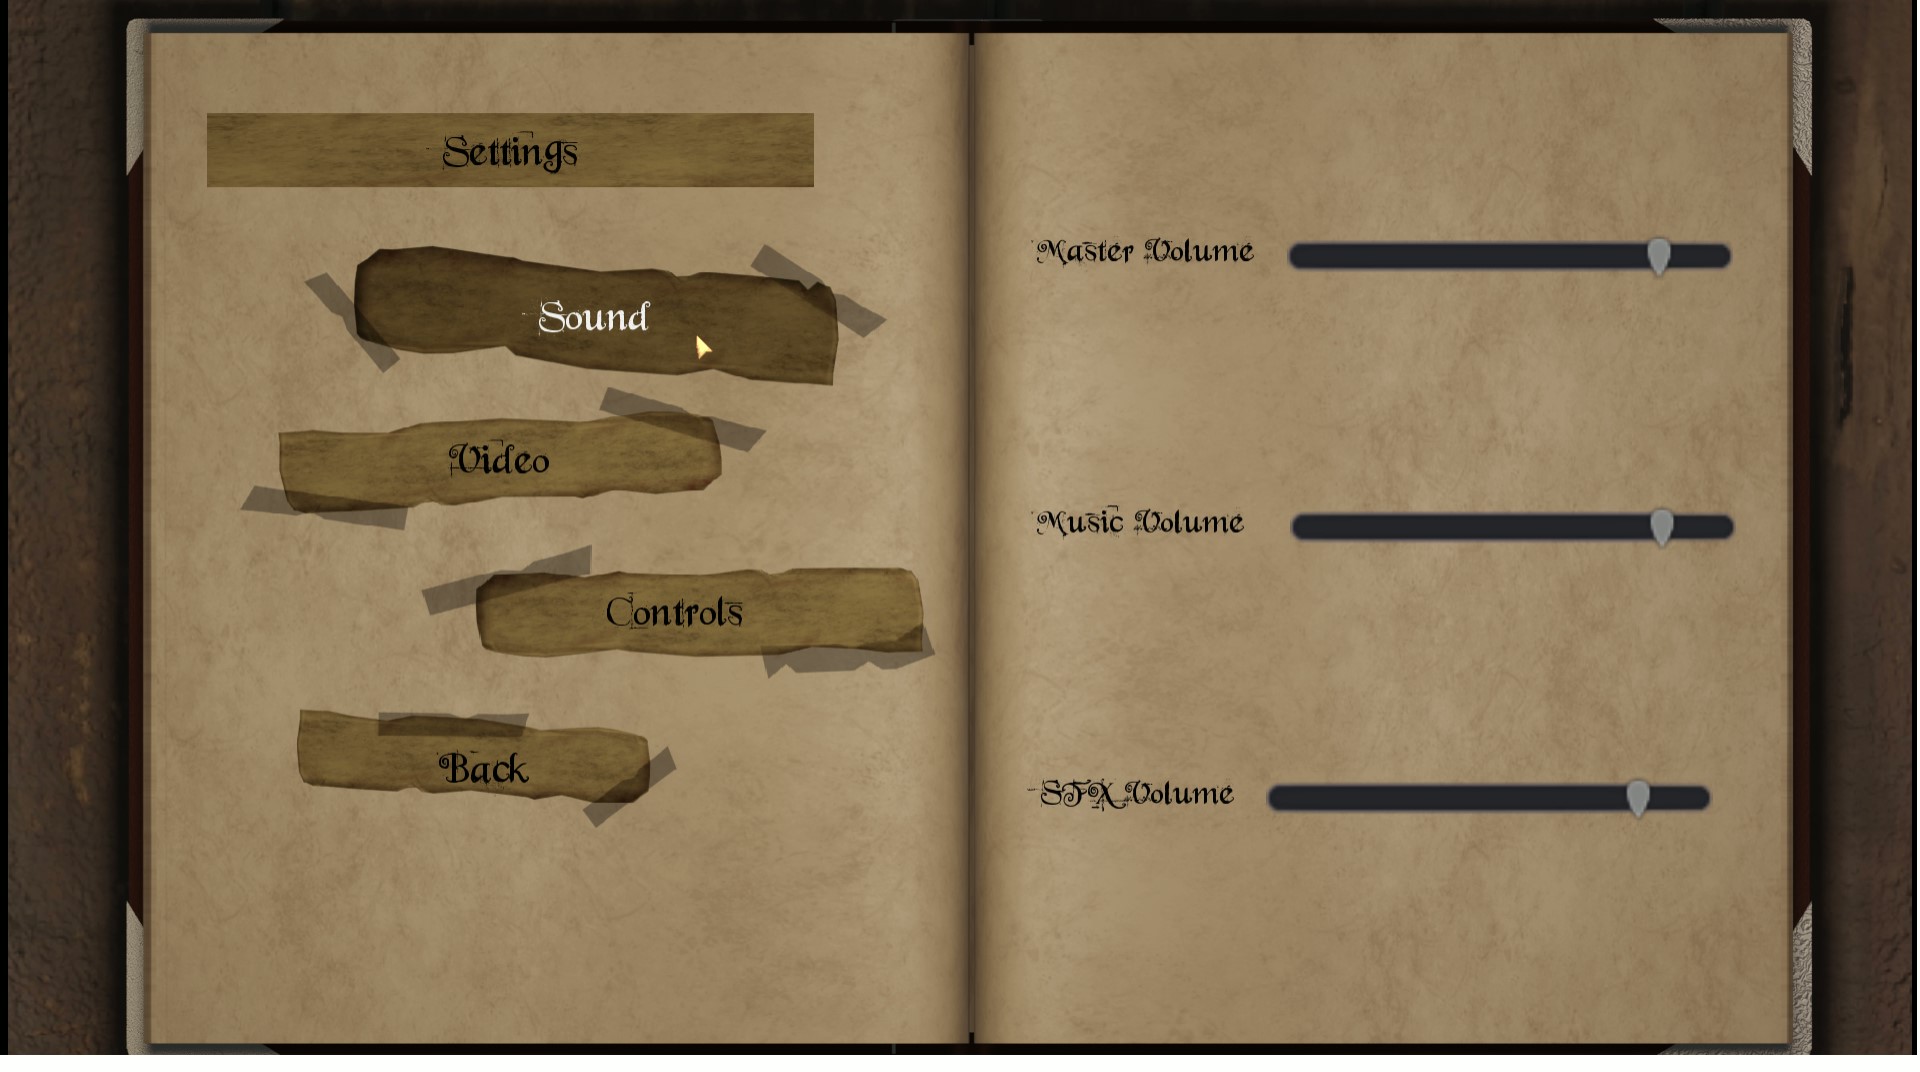 Settings
Sound
Video
Controls
Back
Master Volume
Music Volume
SFX Volume